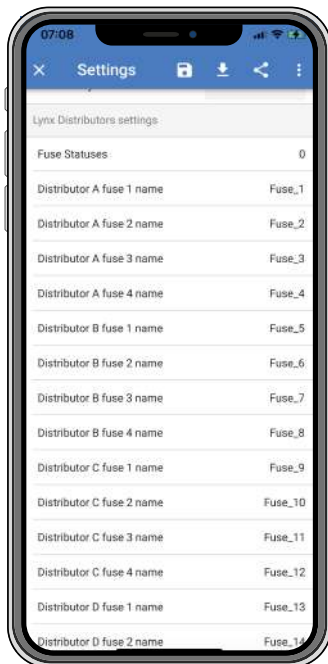 07:08
Settings
Lynx Distributors settings
Fuse Statuses 0
Distributor A fuse 1 name Fuse_1
Distributor A fuse 2 name Fuse_2
Distributor A fuse 3 name Fuse_3
Distributor A fuse 4 name Fuse_4
Distributor B fuse 1 name Fuse_5
Distributor B fuse 2 name Fuse_6
Distributor B fuse 3 name Fuse_7
Distributor B fuse 4 name Fuse_8
Distributor C fuse 1 name Fuse_9
Distributor C fuse 2 name Fuse_10
Distributor C fuse 3 name Fuse_11
Distributor C fuse 4 name Fuse_12
Distributor D fuse 1 name Fuse_13
Distributor D fuse 2 name Fuse_14